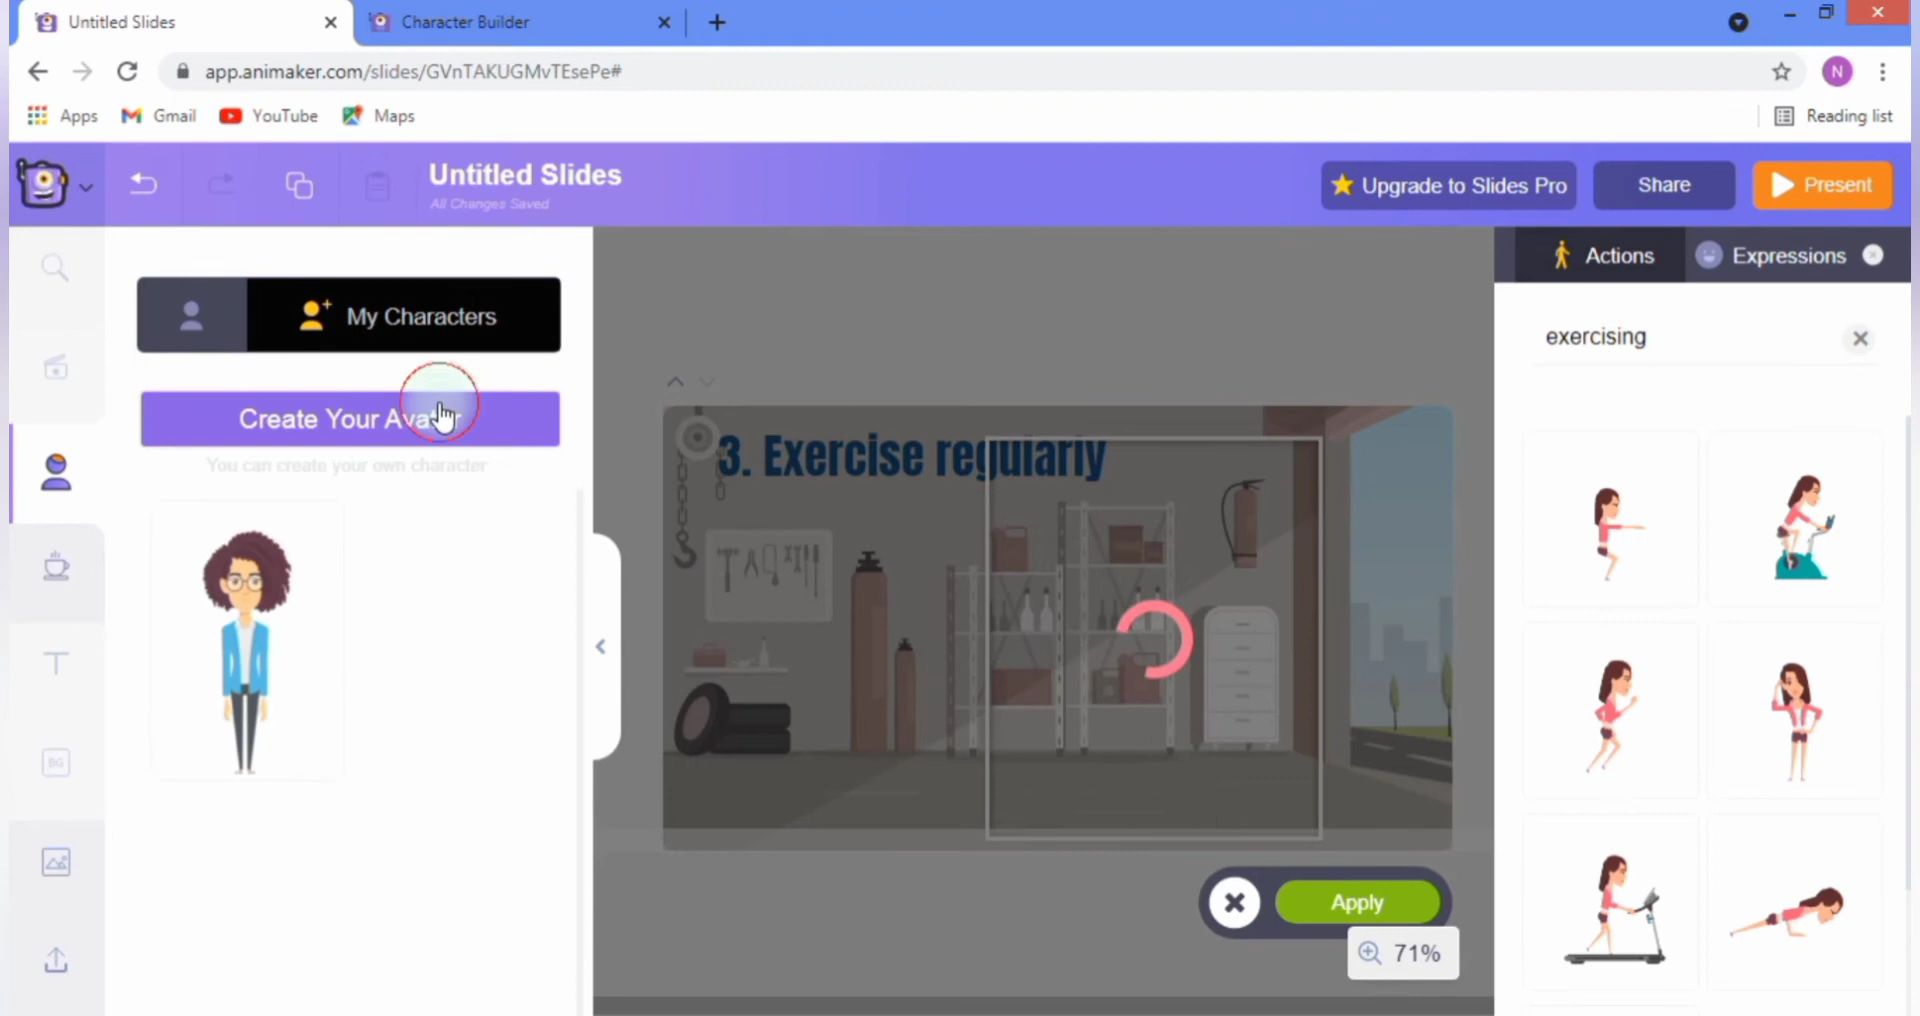 Untitled Slides
Character Builder
app.animaker.com/slides/GVnTAKUGMvTEsePe#
N
Apps
Gmail
YouTube
Maps
Reading list
Untitled Slides
All Changes Saved
Upgrade to Slides Pro
Share
Present
My Characters
Create Your Avatar
You can create your own character
T
BG
3. Exercise regularly
Apply
71%
Actions
Expressions
exercising